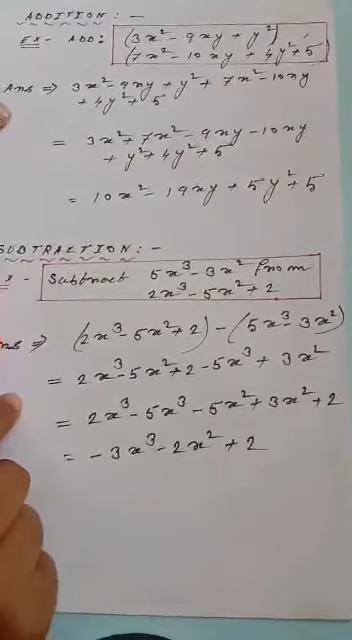 ADDITION: -
EX - ADD: (3x² - 9xy + y²)
(7x² - 10xy + 4y² + 5)
Ans ⇒ 3x² - 9xy + y² + 7x² - 10xy
+ 4y² + 5
= 3x² + 7x² - 9xy - 10xy
+ y² + 4y² + 5
= 10x² - 19xy + 5y² + 5
SUBTRACTION: -
x - Subtract 5x³ - 3x² from
2x³ - 5x² + 2
ns ⇒ (2x³ - 5x² + 2) - (5x³ - 3x²)
= 2x³ - 5x² + 2 - 5x³ + 3x²
= 2x³ - 5x³ - 5x² + 3x² + 2
= - 3x³ - 2x² + 2